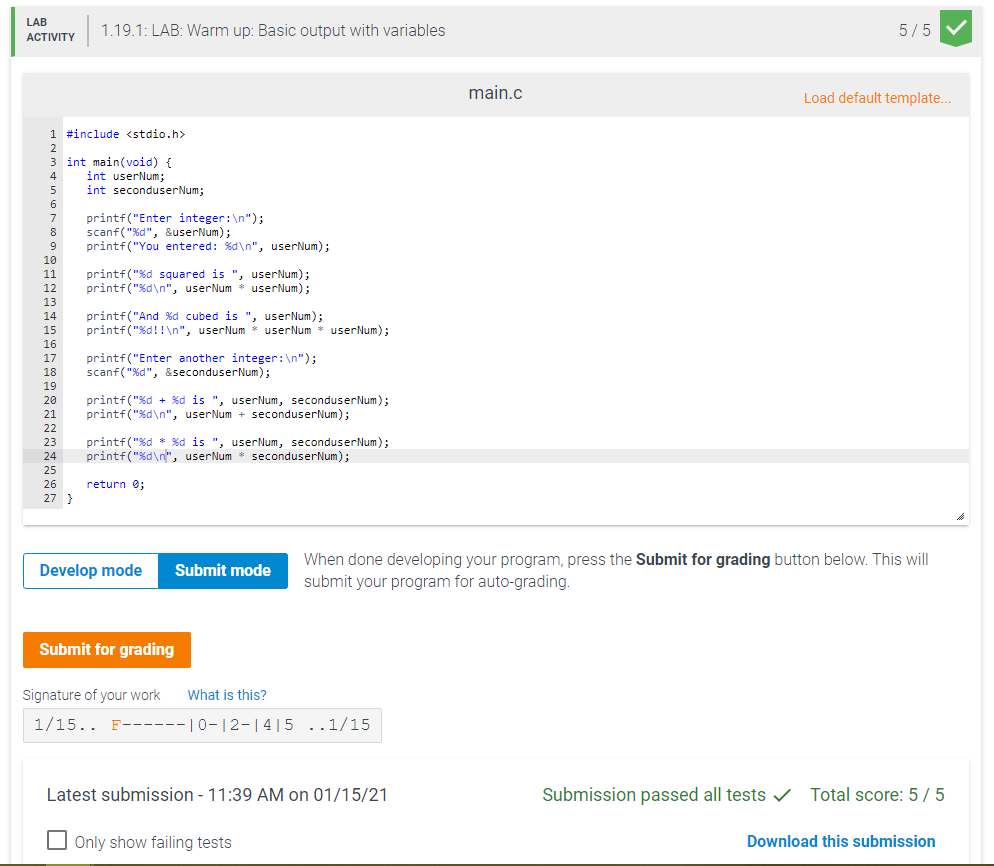 LAB
ACTIVITY
1.19.1: LAB: Warm up: Basic output with variables
5 / 5
main.c
Load default template...
1 #include <stdio.h>
2
3 int main(void) {
4    int userNum;
5    int seconduserNum;
6
7    printf("Enter integer:\n");
8    scanf("%d", &userNum);
9    printf("You entered: %d\n", userNum);
10
11    printf("%d squared is ", userNum);
12    printf("%d\n", userNum * userNum);
13
14    printf("And %d cubed is ", userNum);
15    printf("%d!!\n", userNum * userNum * userNum);
16
17    printf("Enter another integer:\n");
18    scanf("%d", &seconduserNum);
19
20    printf("%d + %d is ", userNum, seconduserNum);
21    printf("%d\n", userNum + seconduserNum);
22
23    printf("%d * %d is ", userNum, seconduserNum);
24    printf("%d\n", userNum * seconduserNum);
25
26    return 0;
27 }
Develop mode
Submit mode
When done developing your program, press the Submit for grading button below. This will
submit your program for auto-grading.
Submit for grading
Signature of your work
What is this?
1/15.. F------|0-|2-|4|5 ..1/15
Latest submission - 11:39 AM on 01/15/21
Submission passed all tests ✓
Total score: 5 / 5
Only show failing tests
Download this submission